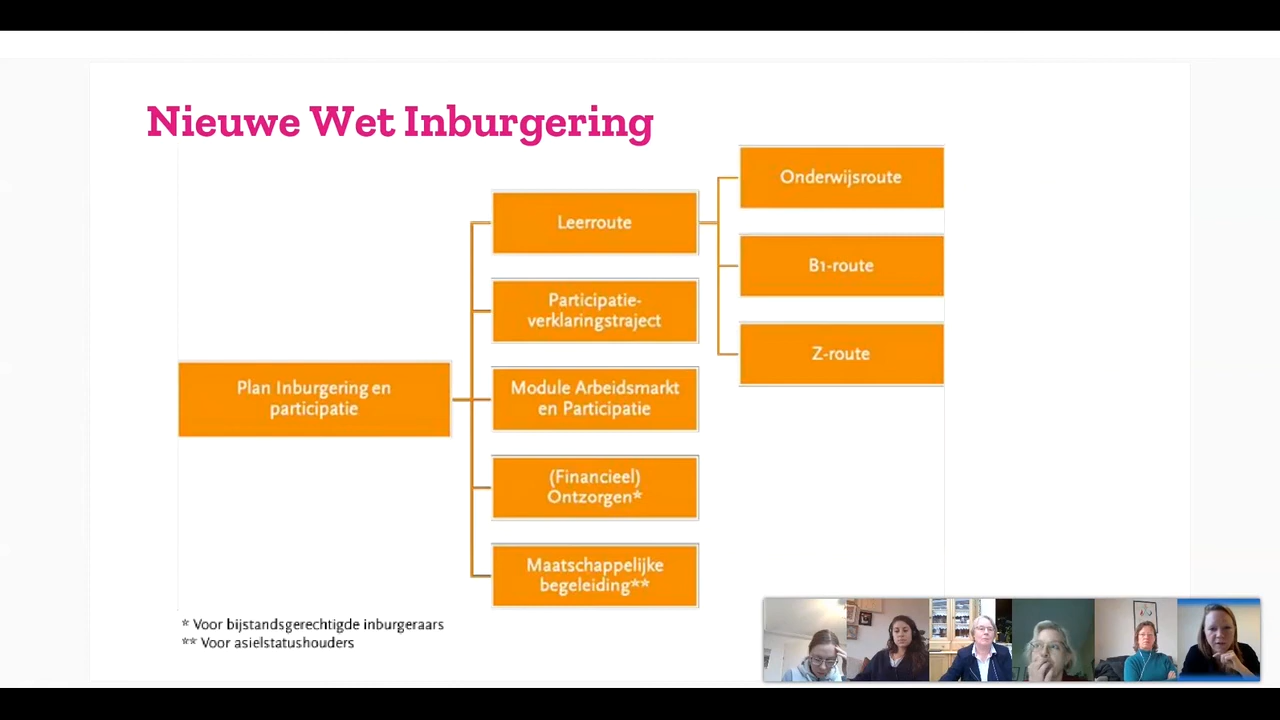 Nieuwe Wet Inburgering
Plan Inburgering en
participatie
Leerroute
Participatie-
verklaringstraject
Module Arbeidsmarkt
en Participatie
(Financieel)
Ontzorgen*
Maatschappelijke
begeleiding**
Onderwijsroute
B1-route
Z-route
* Voor bijstandsgerechtigde inburgeraars
** Voor asielstatushouders